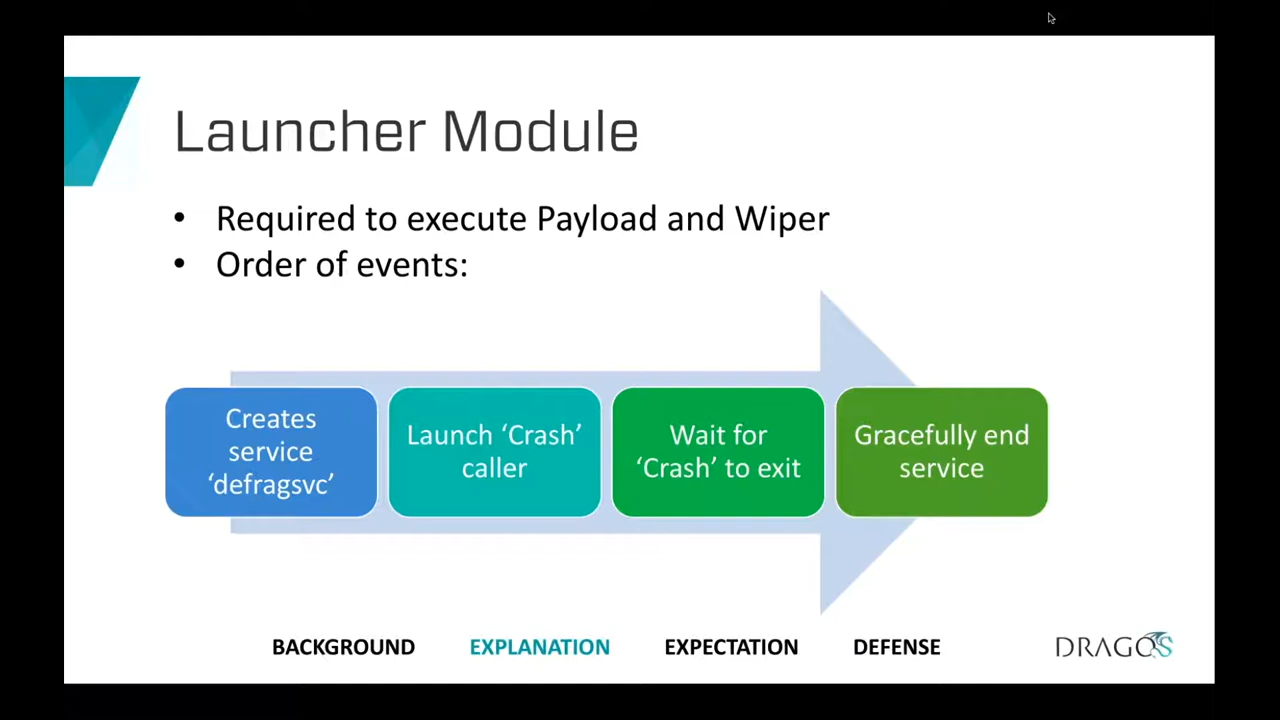 Launcher Module
• Required to execute Payload and Wiper
• Order of events:
Creates
service
‘defragsvc’
Launch ‘Crash’
caller
Wait for
‘Crash’ to exit
Gracefully end
service
BACKGROUND EXPLANATION EXPECTATION DEFENSE
DRAGOS